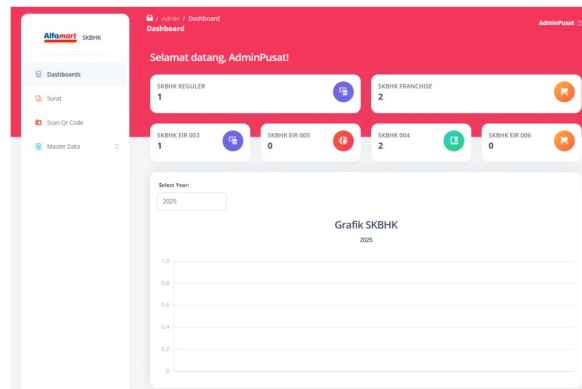 / Admin / Dashboard
Dashboard
AdminPusat
Alfamart SKBHK
Dashboards
Surat
Scan Qr Code
Master Data
Selamat datang, AdminPusat!
SKBHK REGULER
1
SKBHK FRANCHISE
2
SKBHK EIR 003
1
SKBHK EIR 005
0
SKBHK 004
2
SKBHK EIR 006
0
Select Year:
2025
Grafik SKBHK
2025
1.0
0.8
0.6
0.4
0.2
0